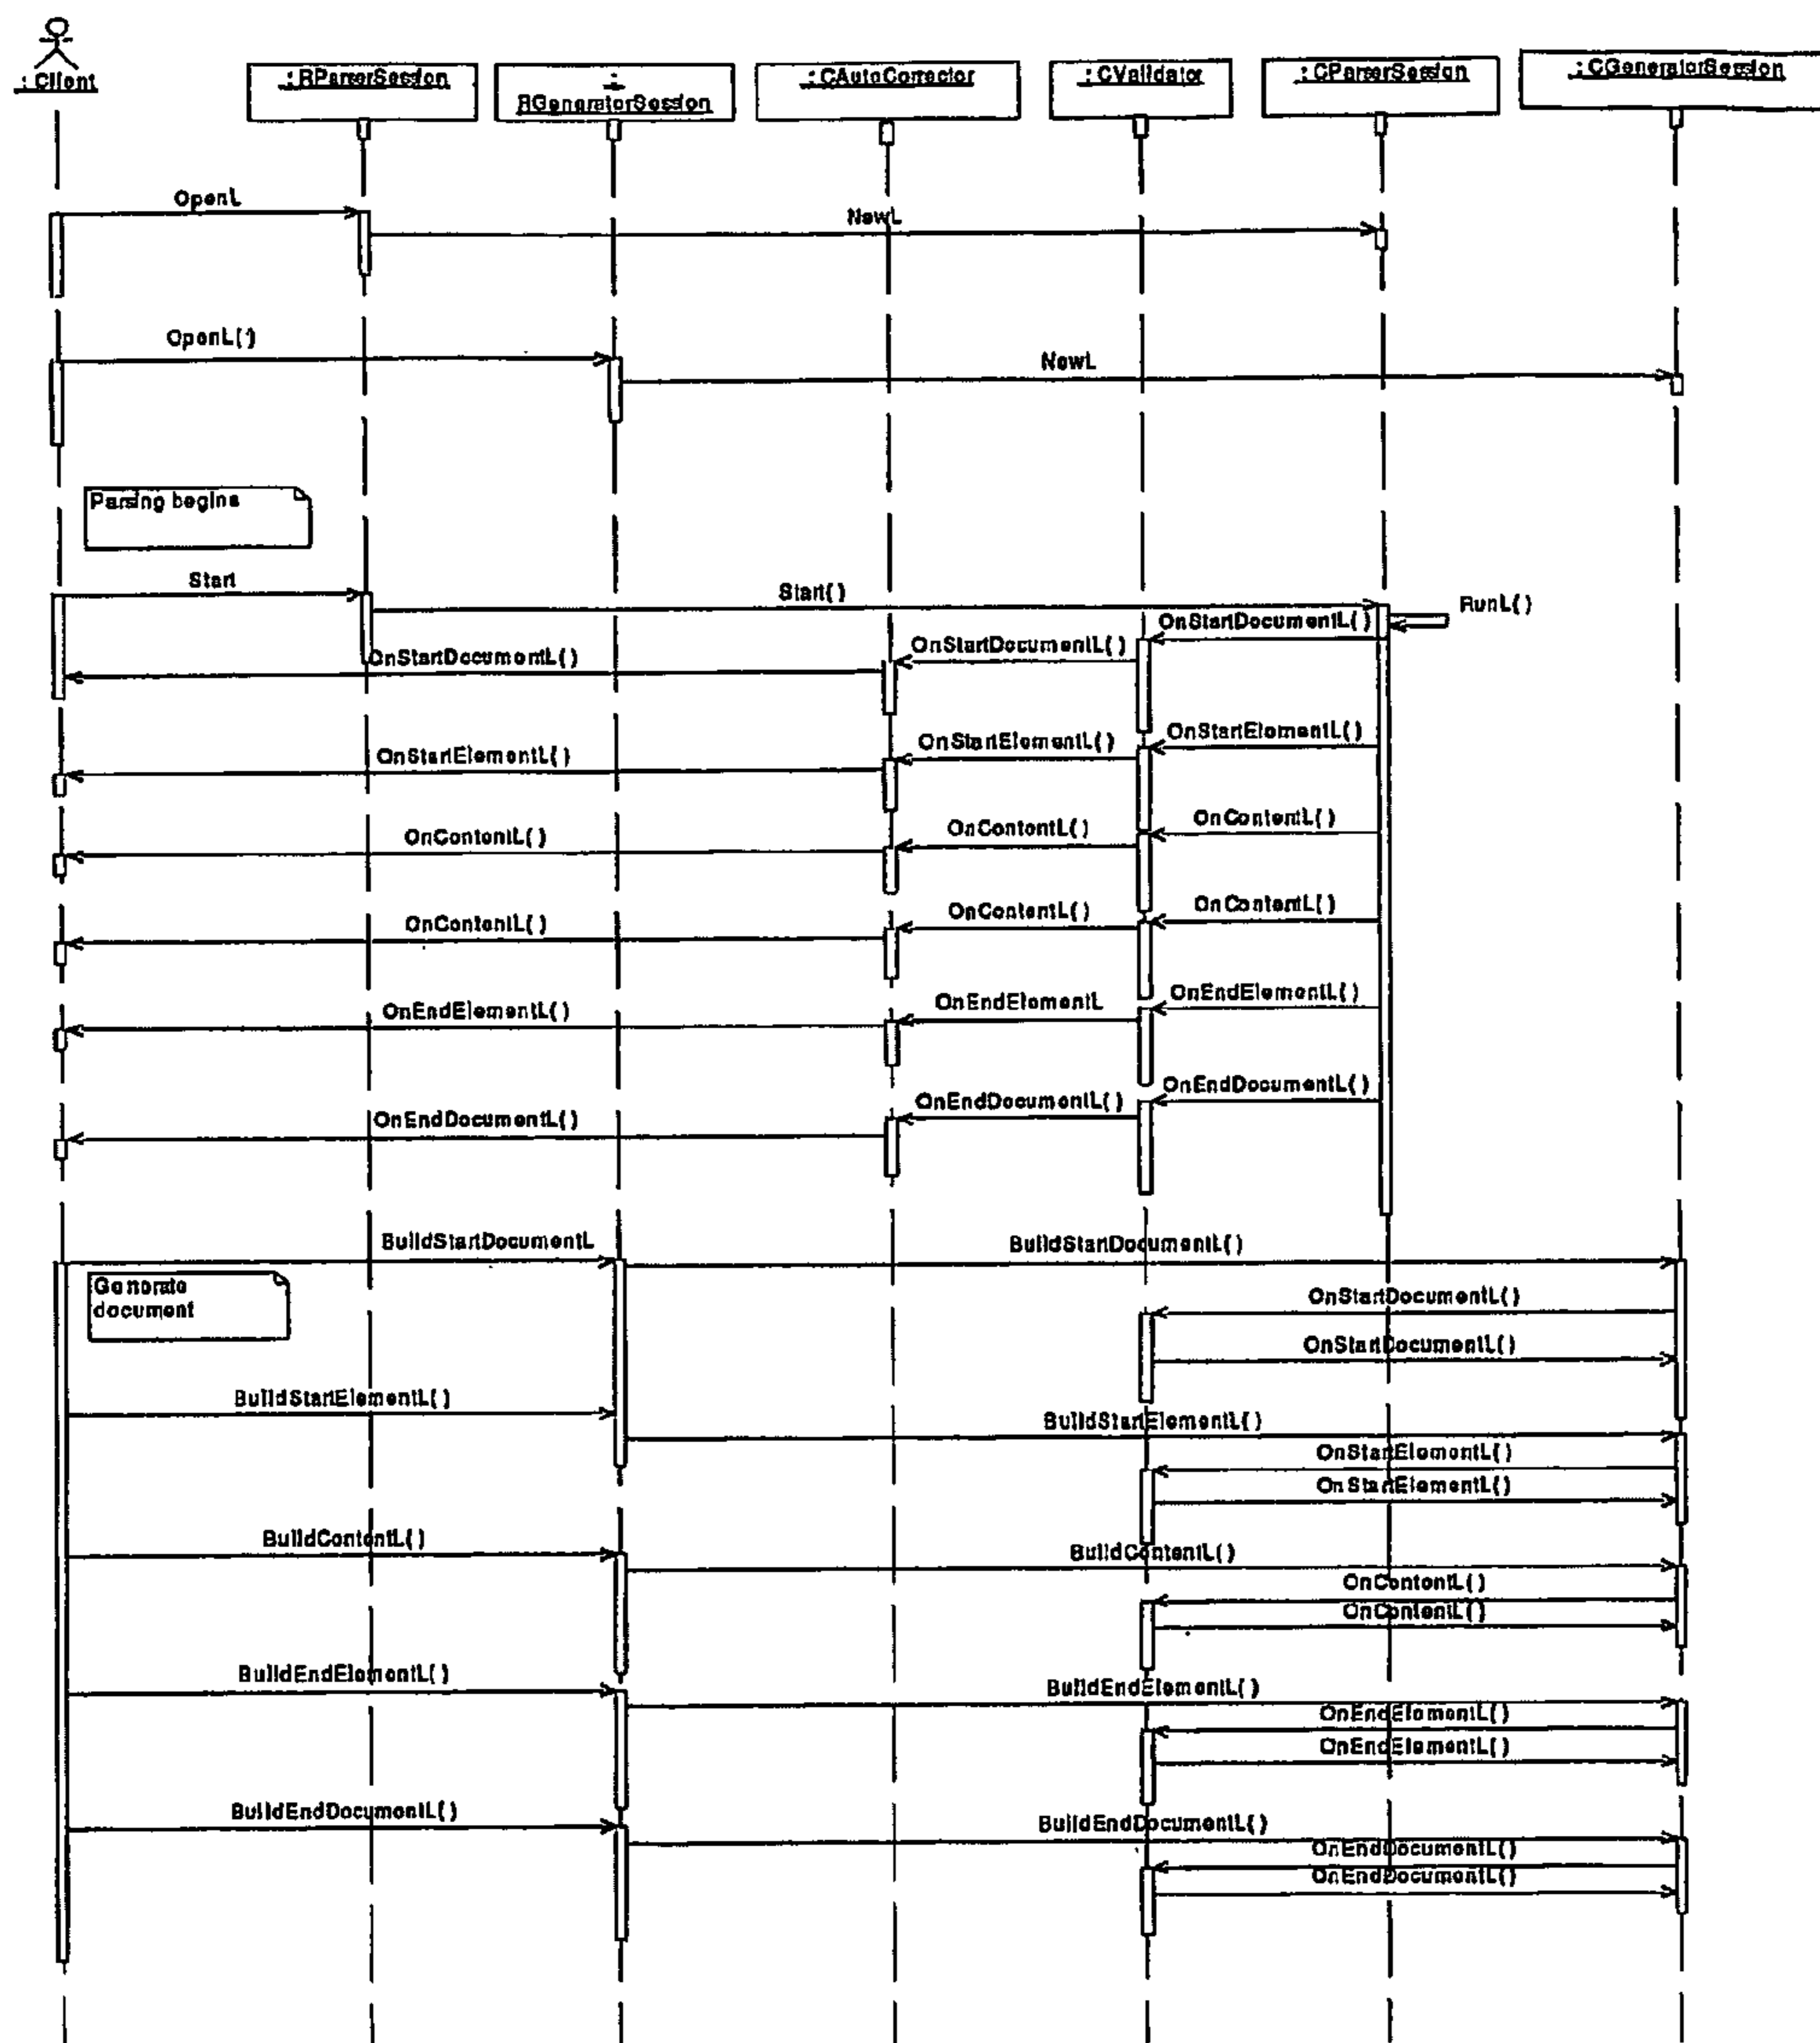 : Client
: RParserSession
:
RGeneratorSession
: CAutoCorrector
: CValidator
: CParserSession
: CGeneratorSession
OpenL
NewL
OpenL( )
NewL
Parsing begins
Start
Start( )
RunL( )
OnStartDocumentL( )
OnStartDocumentL( )
OnStartDocumentL( )
OnStartElementL( )
OnStartElementL( )
OnStartElementL( )
OnContentL( )
OnContentL( )
OnContentL( )
OnContentL( )
OnContentL( )
OnContentL( )
OnEndElementL( )
OnEndElementL
OnEndElementL( )
OnEndDocumentL( )
OnEndDocumentL( )
OnEndDocumentL( )
BuildStartDocumentL
BuildStartDocumentL( )
Generate
document
OnStartDocumentL( )
OnStartDocumentL( )
BuildStartElementL( )
BuildStartElementL( )
OnStartElementL( )
OnStartElementL( )
BuildContentL( )
BuildContentL( )
OnContentL( )
OnContentL( )
BuildEndElementL( )
BuildEndElementL( )
OnEndElementL( )
OnEndElementL( )
BuildEndDocumentL( )
BuildEndDocumentL( )
OnEndDocumentL( )
OnEndDocumentL( )